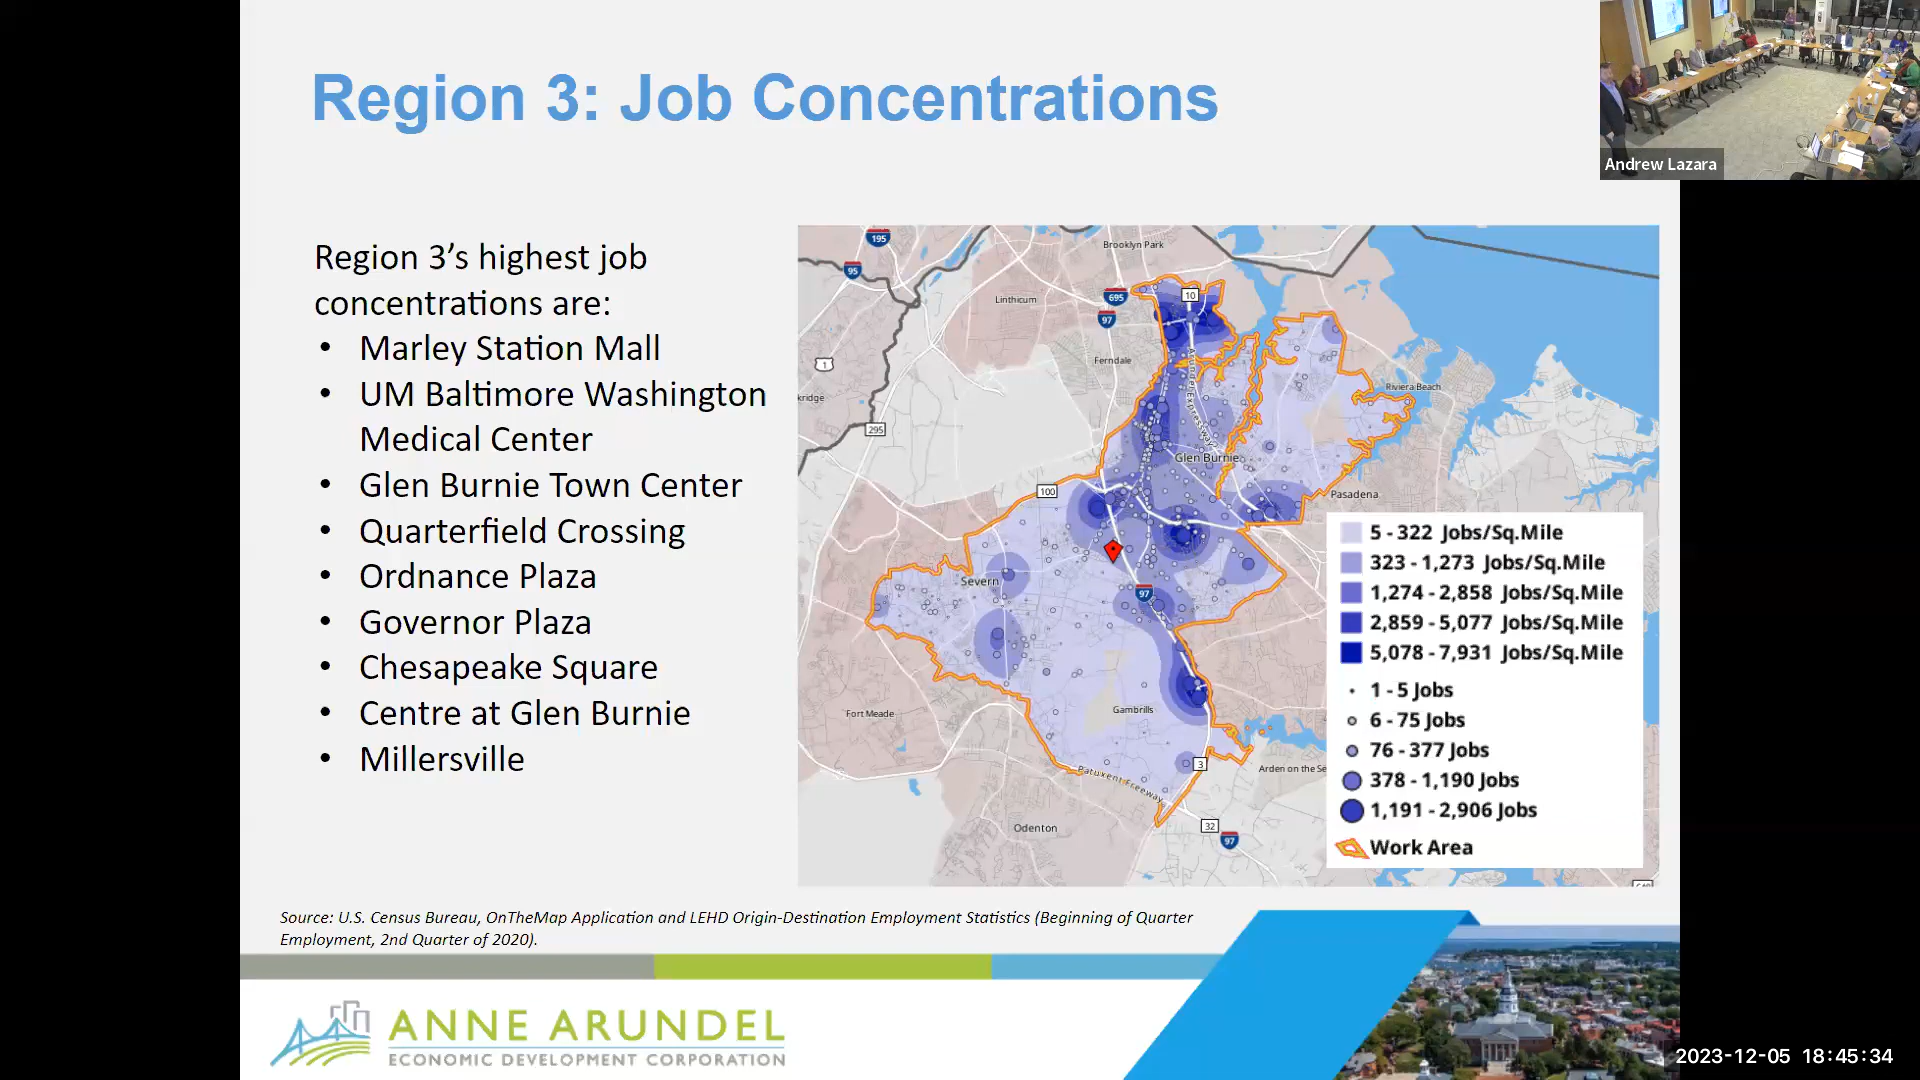 Region 3: Job Concentrations
Andrew Lazara
Region 3’s highest job
concentrations are:
• Marley Station Mall
• UM Baltimore Washington
Medical Center
• Glen Burnie Town Center
• Quarterfield Crossing
• Ordnance Plaza
• Governor Plaza
• Chesapeake Square
• Centre at Glen Burnie
• Millersville
195
Brooklyn Park
95
Linthicum
695
10
97
1
Ferndale
Arundel Expressway
Riviera Beach
kridge
295
Glen Burnie
100
Pasadena
Severn
97
Fort Meade
Gambrills
Patuxent Freeway
3
Arden on the Se
Odenton
32
97
5 - 322 Jobs/Sq.Mile
323 - 1,273 Jobs/Sq.Mile
1,274 - 2,858 Jobs/Sq.Mile
2,859 - 5,077 Jobs/Sq.Mile
5,078 - 7,931 Jobs/Sq.Mile
1 - 5 Jobs
6 - 75 Jobs
76 - 377 Jobs
378 - 1,190 Jobs
1,191 - 2,906 Jobs
Work Area
Source: U.S. Census Bureau, OnTheMap Application and LEHD Origin-Destination Employment Statistics (Beginning of Quarter
Employment, 2nd Quarter of 2020).
ANNE ARUNDEL
ECONOMIC DEVELOPMENT CORPORATION
2023-12-05 18:45:34